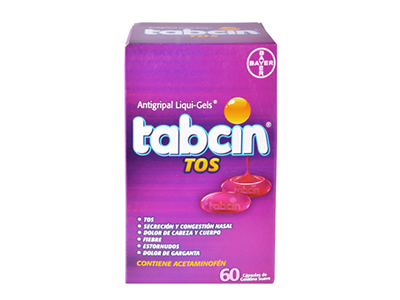 BAYER
BAYER
Antigripal Liqui-Gels®
tabcin®
TOS
tabcin
• TOS
• SECRECIÓN Y CONGESTIÓN NASAL
• DOLOR DE CABEZA Y CUERPO
• FIEBRE
• ESTORNUDOS
• DOLOR DE GARGANTA
CONTIENE ACETAMINOFÉN
60 Cápsulas de
Gelatina Suave